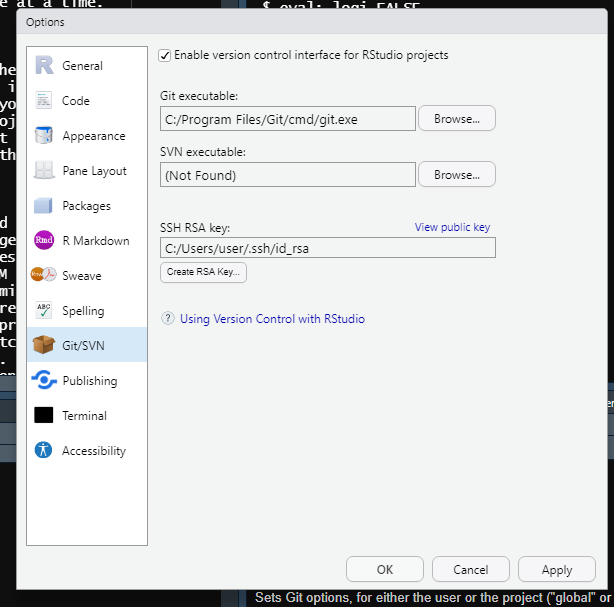 e at a time.
$ eval: logi FALSE
Options
General
Code
Appearance
Pane Layout
Packages
Rmd R Markdown
Rnw Sweave
ABC Spelling
Git/SVN
Publishing
Terminal
Accessibility
Enable version control interface for RStudio projects
Git executable:
C:/Program Files/Git/cmd/git.exe Browse...
SVN executable:
(Not Found) Browse...
SSH RSA key: View public key
C:/Users/user/.ssh/id_rsa
Create RSA Key...
? Using Version Control with RStudio
OK Cancel Apply
Sets Git options, for either the user or the project ("global" or